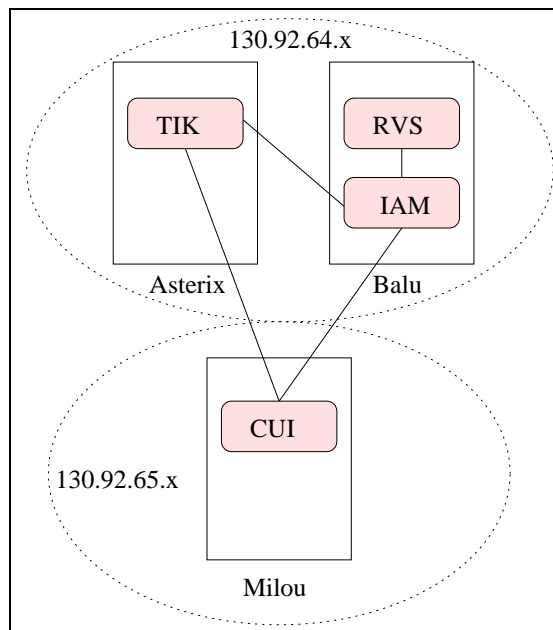 130.92.64.x
TIK
RVS
IAM
Asterix
Balu
CUI
130.92.65.x
Milou